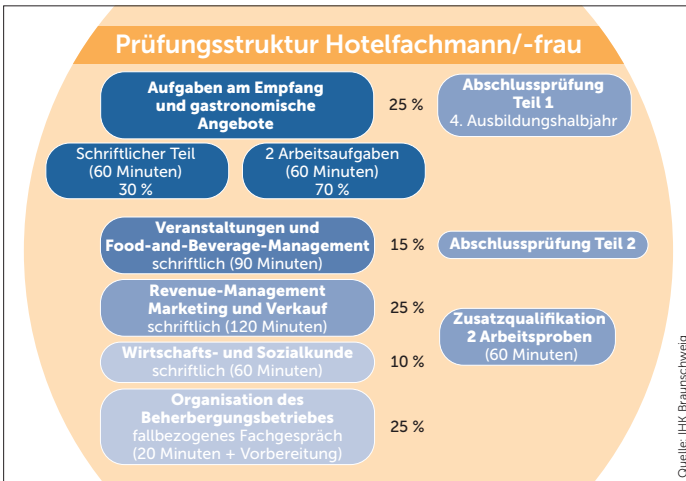 Prüfungsstruktur Hotelfachmann/-frau
Aufgaben am Empfang
und gastronomische
Angebote
25 %
Abschlussprüfung
Teil 1
4. Ausbildungshalbjahr
Schriftlicher Teil
(60 Minuten)
30 %
2 Arbeitsaufgaben
(60 Minuten)
70 %
Veranstaltungen und
Food-and-Beverage-Management
schriftlich (90 Minuten)
15 %
Abschlussprüfung Teil 2
Revenue-Management
Marketing und Verkauf
schriftlich (120 Minuten)
25 %
Zusatzqualifikation
2 Arbeitsproben
(60 Minuten)
Wirtschafts- und Sozialkunde
schriftlich (60 Minuten)
10 %
Organisation des
Beherbergungsbetriebes
fallbezogenes Fachgespräch
(20 Minuten + Vorbereitung)
25 %
Quelle: IHK Braunschweig